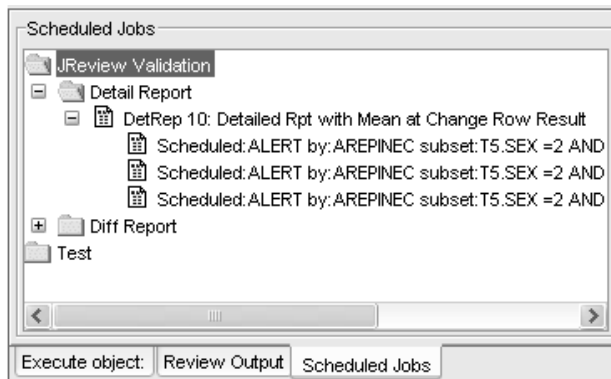 Scheduled Jobs
JReview Validation
Detail Report
DetRep 10: Detailed Rpt with Mean at Change Row Result
Scheduled:ALERT by:AREPINEC subset:T5.SEX =2 AND
Scheduled:ALERT by:AREPINEC subset:T5.SEX =2 AND
Scheduled:ALERT by:AREPINEC subset:T5.SEX =2 AND
Diff Report
Test
Execute object: Review Output Scheduled Jobs